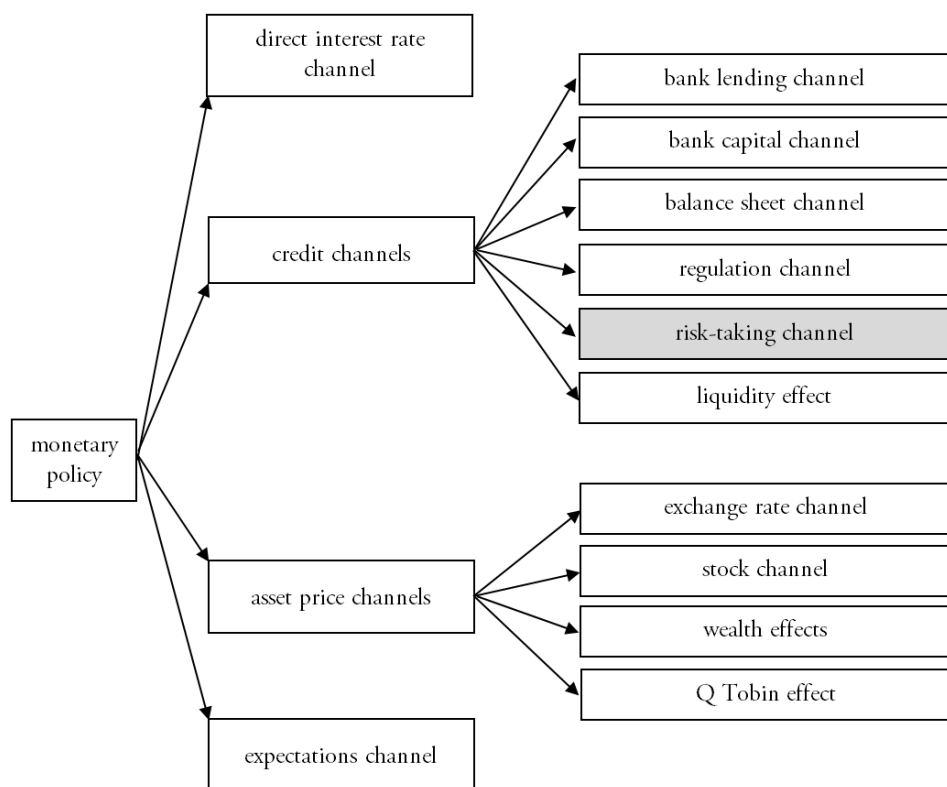 direct interest rate
channel
bank lending channel
bank capital channel
balance sheet channel
credit channels
regulation channel
risk-taking channel
liquidity effect
monetary
policy
exchange rate channel
stock channel
asset price channels
wealth effects
Q Tobin effect
expectations channel